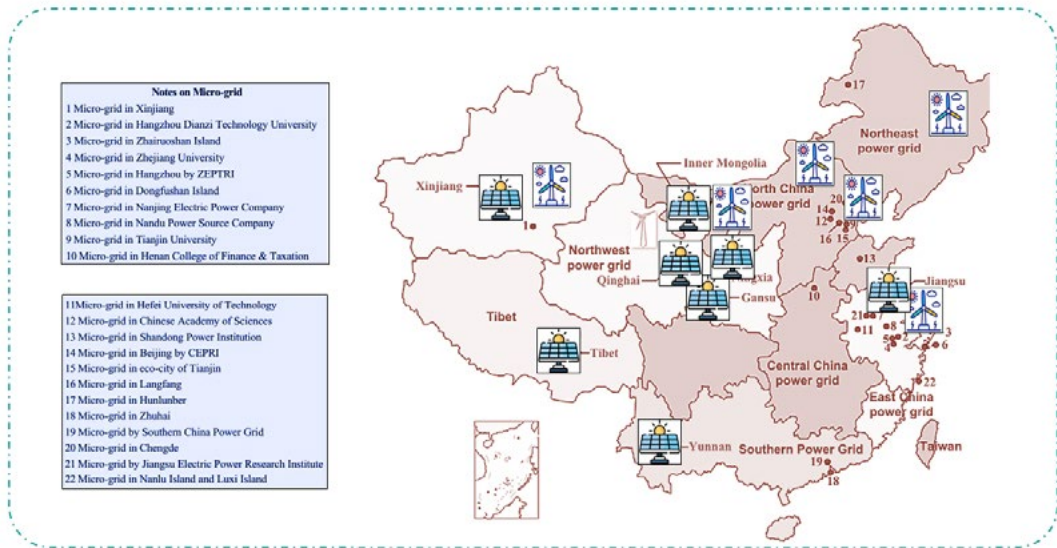 Notes on Micro-grid
1 Micro-grid in Xinjiang
2 Micro-grid in Hangzhou Dianzi Technology University
3 Micro-grid in Zhairuoshan Island
4 Micro-grid in Zhejiang University
5 Micro-grid in Hangzhou by ZEPTRI
6 Micro-grid in Dongfushan Island
7 Micro-grid in Nanjing Electric Power Company
8 Micro-grid in Nandu Power Source Company
9 Micro-grid in Tianjin University
10 Micro-grid in Henan College of Finance & Taxation
11Micro-grid in Hefei University of Technology
12 Micro-grid in Chinese Academy of Sciences
13 Micro-grid in Shandong Power Institution
14 Micro-grid in Beijing by CEPRI
15 Micro-grid in eco-city of Tianjin
16 Micro-grid in Langfang
17 Micro-grid in Hunlunber
18 Micro-grid in Zhuhai
19 Micro-grid by Southern China Power Grid
20 Micro-grid in Chengde
21 Micro-grid by Jiangsu Electric Power Research Institute
22 Micro-grid in Nanlu Island and Luxi Island
17
Northeast
power grid
Inner Mongolia
Xinjiang
China
power grid
20
14
12
16
15
1
Northwest
power grid
13
Qinghai
Gansu
10
Jiangsu
21
11
8
5
2
4
3
6
Tibet
Tibet
Central China
power grid
22
East China
power grid
Yunnan
Southern Power Grid
Taiwan
19
18